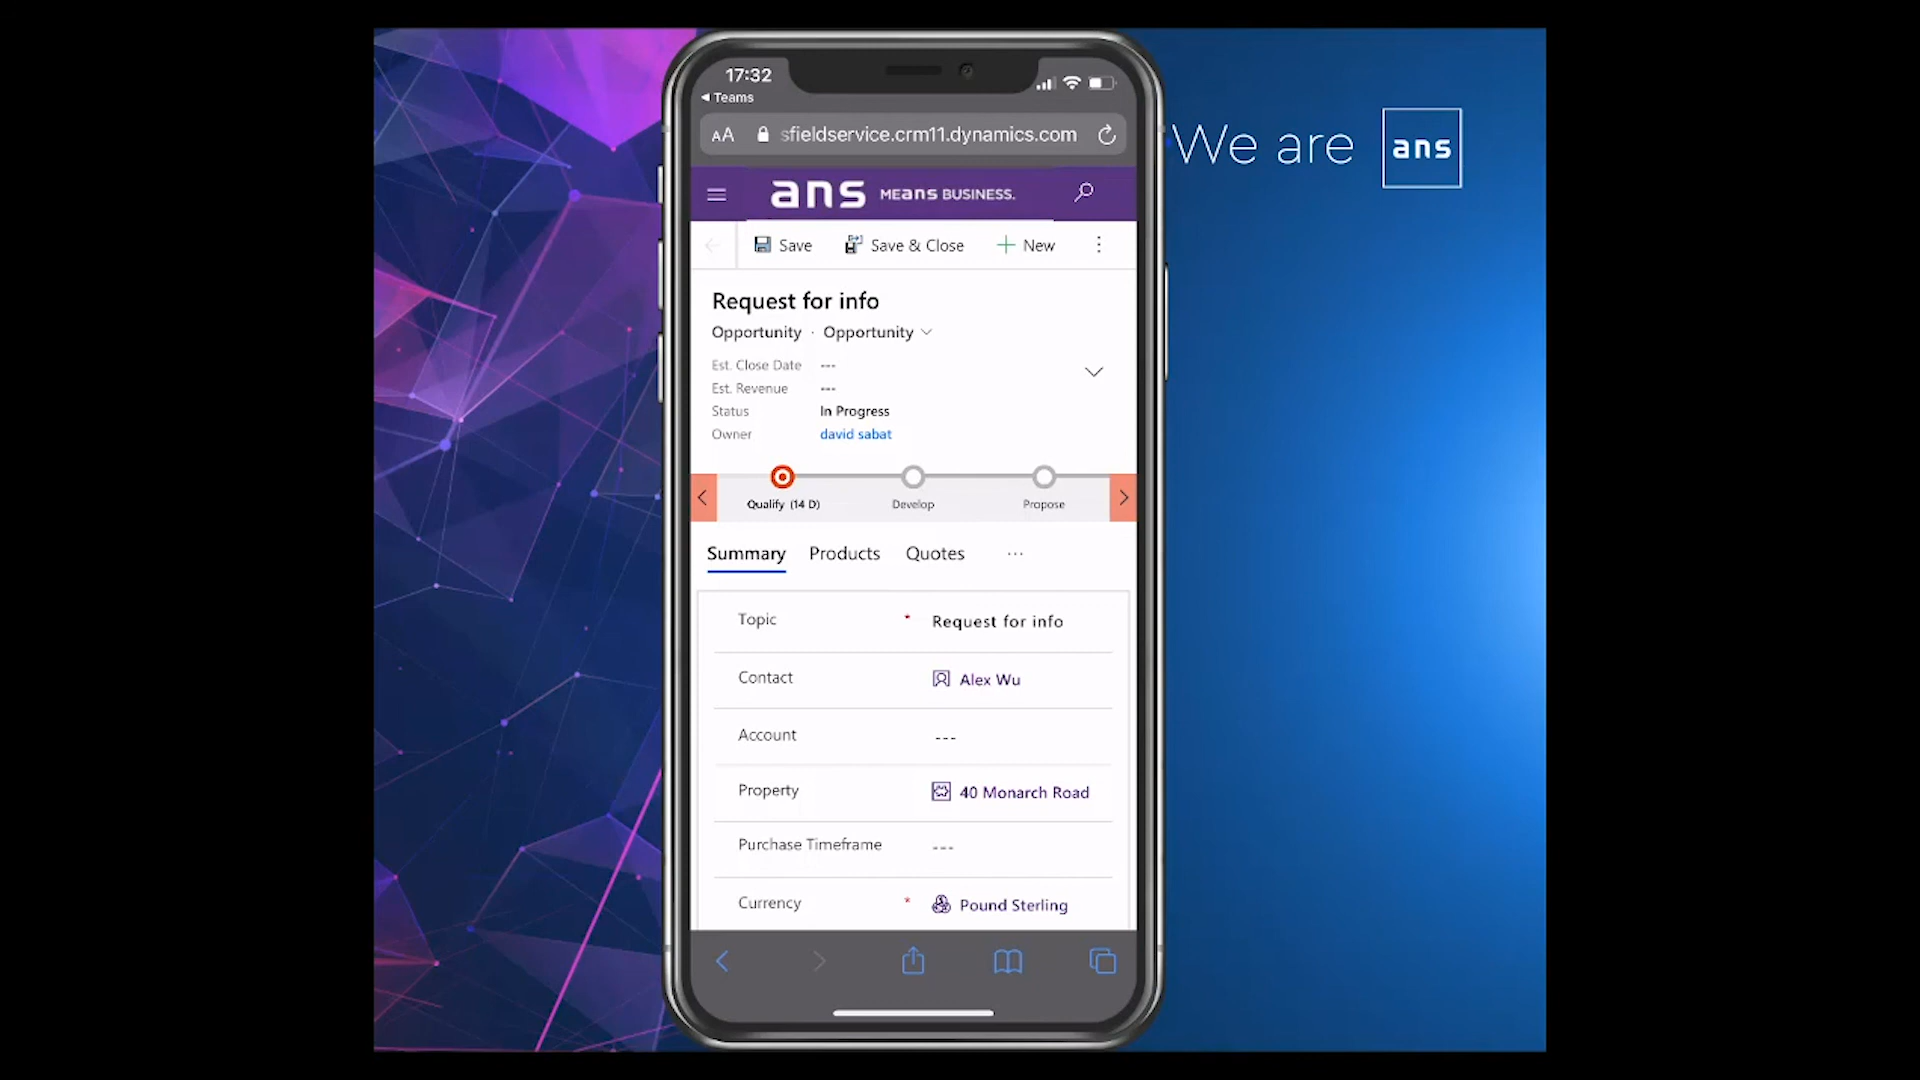 17:32
Teams
AA sfieldservice.crm11.dynamics.com
We are ans
ans MEANS BUSINESS.
Save Save & Close New
Request for info
Opportunity · Opportunity
Est. Close Date ---
Est. Revenue ---
Status In Progress
Owner david sabat
Qualify (14 D) Develop Propose
Summary Products Quotes ...
Topic * Request for info
Contact Alex Wu
Account ---
Property 40 Monarch Road
Purchase Timeframe ---
Currency * Pound Sterling